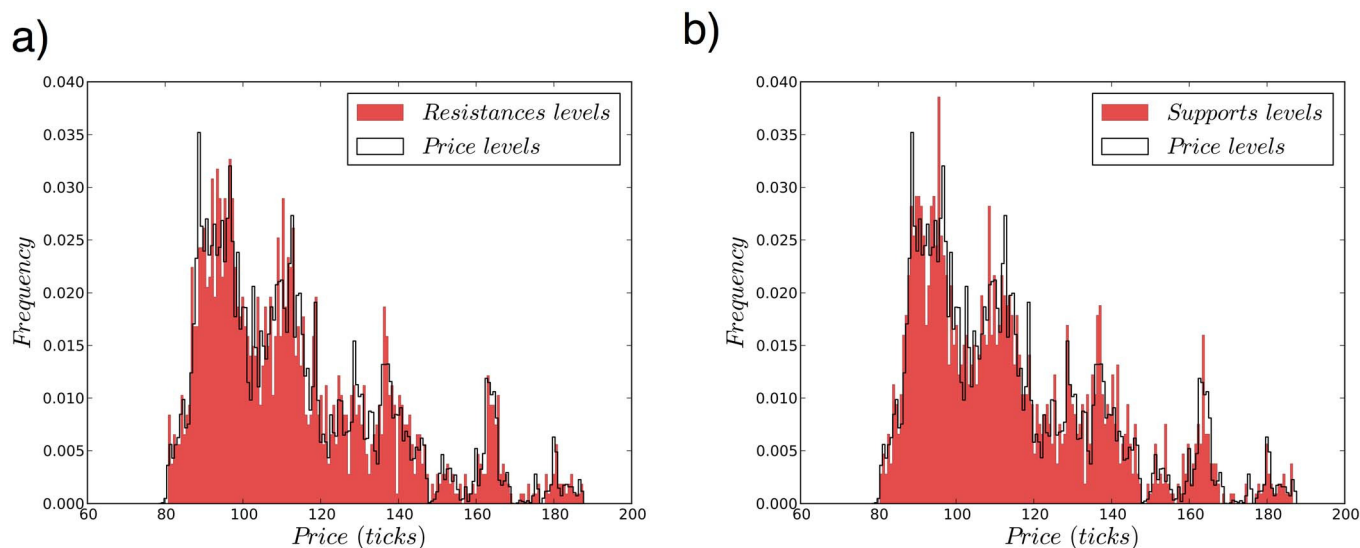 a)
0.040
0.035
0.030
0.025
0.020
0.015
0.010
0.005
0.000
Frequency
Resistances levels
Price levels
60 80 100 120 140 160 180 200
Price (ticks)
b)
0.040
0.035
0.030
0.025
0.020
0.015
0.010
0.005
0.000
Frequency
Supports levels
Price levels
60 80 100 120 140 160 180 200
Price (ticks)